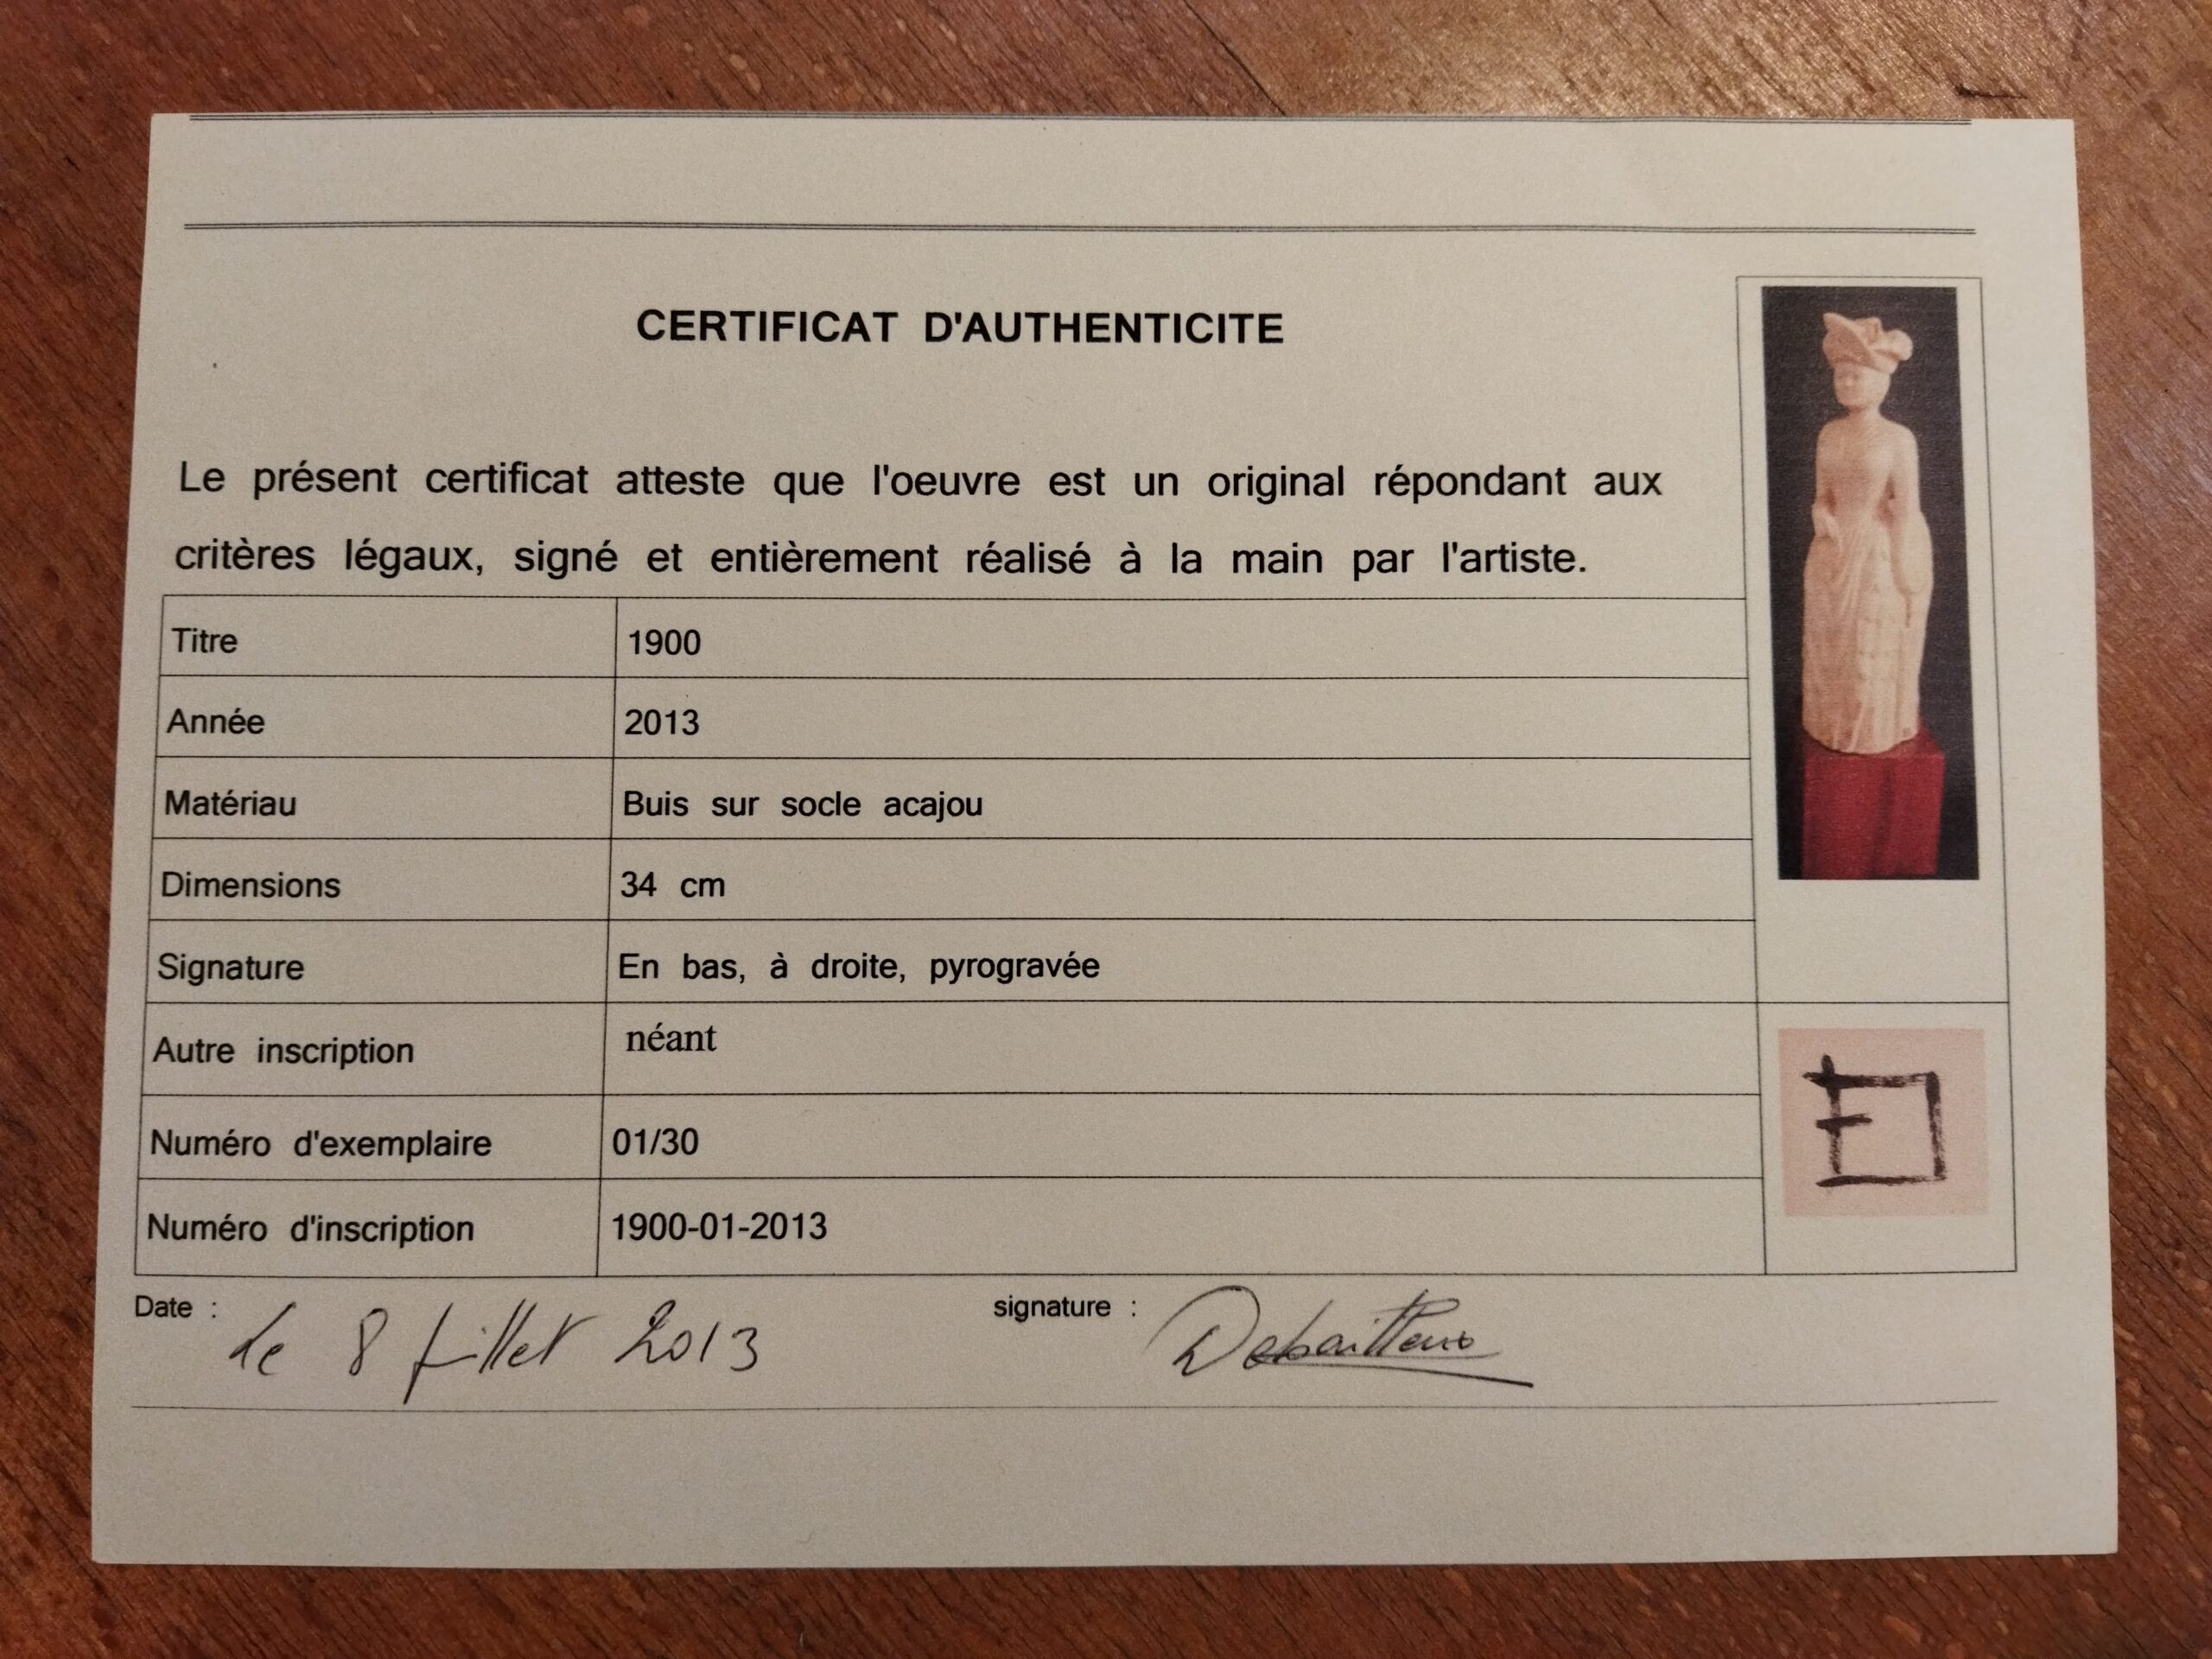 CERTIFICAT D'AUTHENTICITE
Le présent certificat atteste que l'oeuvre est un original répondant aux
critères légaux, signé et entièrement réalisé à la main par l'artiste.
Titre 1900
Année 2013
Matériau Buis sur socle acajou
Dimensions 34 cm
Signature En bas, à droite, pyrogravée
Autre inscription néant
Numéro d'exemplaire 01/30
Numéro d'inscription 1900-01-2013
Date : le 8 Juillet 2013 signature :